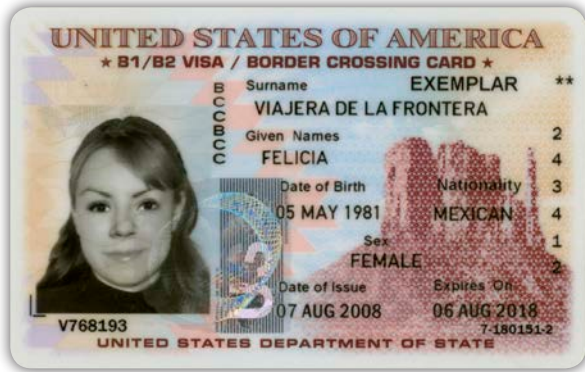 UNITED STATES OF AMERICA
★ B1/B2 VISA / BORDER CROSSING CARD ★
Surname EXEMPLAR **
VIAJERA DE LA FRONTERA
Given Names 2
FELICIA 4
Date of Birth Nationality 3
05 MAY 1981 MEXICAN 4
Sex 1
FEMALE 2
Date of Issue Expires On
07 AUG 2008 06 AUG 2018
V768193 7-180151-2
UNITED STATES DEPARTMENT OF STATE
B
C
C
B
C
C
USA